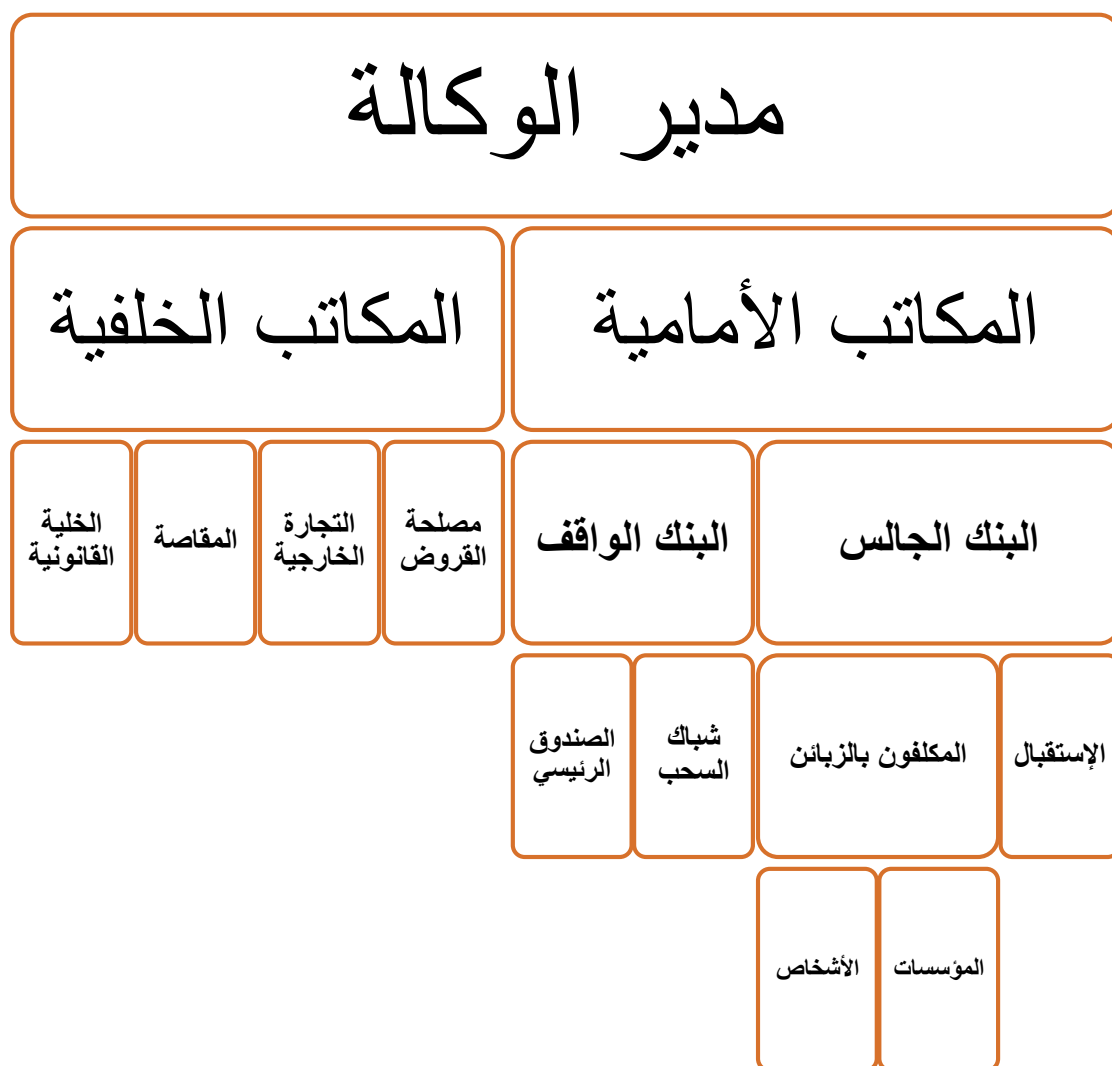 مدير الوكالة
المكاتب الأمامية
المكاتب الخلفية
البنك الجالس
البنك الواقف
مصلحة
القروض
التجارة
الخارجية
المقاصة
الخلية
القانونية
الإستقبال
المكلفون بالزبائن
شباك
السحب
الصندوق
الرئيسي
المؤسسات
الأشخاص